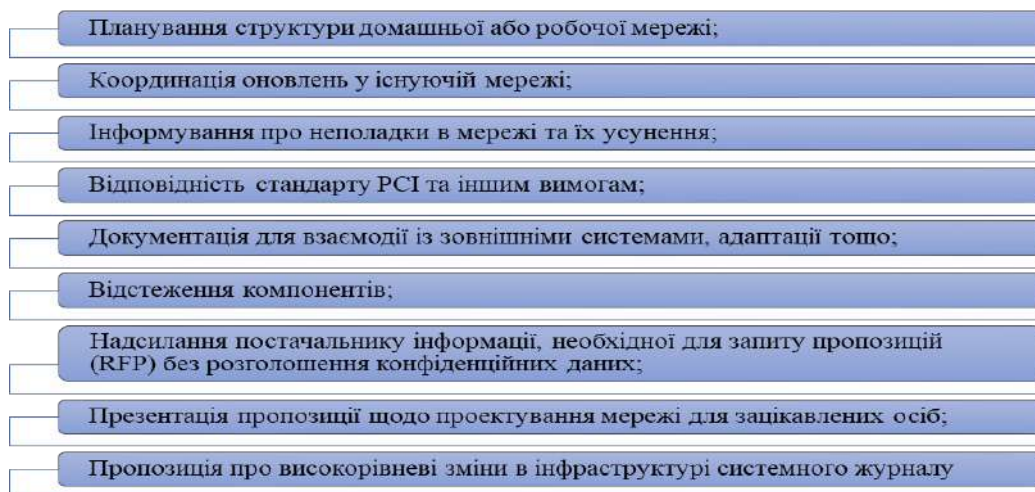 Планування структури домашньої або робочої мережі;
Координація оновлень у існуючій мережі;
Інформування про неполадки в мережі та їх усунення;
Відповідність стандарту PCI та іншим вимогам;
Документація для взаємодії із зовнішніми системами, адаптації тощо;
Відстеження компонентів;
Надсилання постачальнику інформації, необхідної для запиту пропозицій
(RFP) без розголошення конфіденційних даних;
Презентація пропозиції щодо проектування мережі для зацікавлених осіб;
Пропозиція про високорівневі зміни в інфраструктурі системного журналу